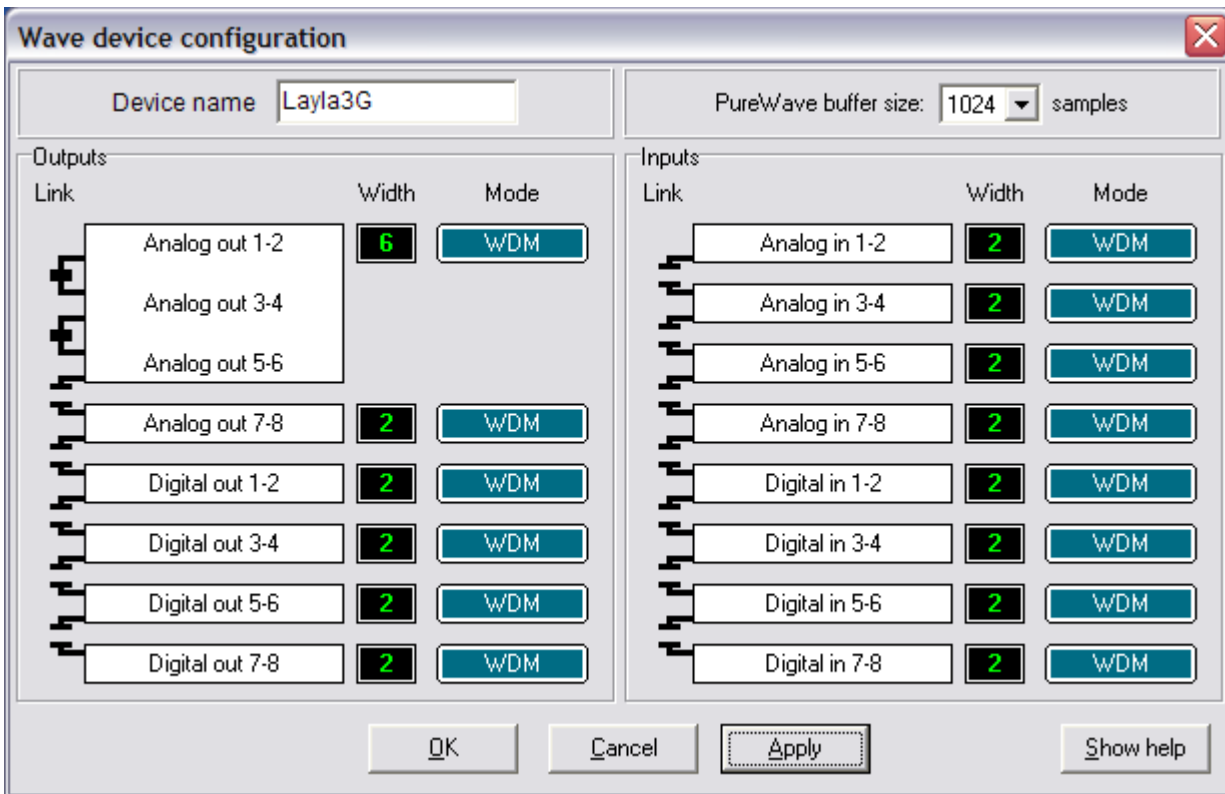 Wave device configuration
Device name Layla3G
PureWave buffer size: 1024 samples
Outputs
Link Width Mode
Analog out 1-2 6 WDM
Analog out 3-4
Analog out 5-6
Analog out 7-8 2 WDM
Digital out 1-2 2 WDM
Digital out 3-4 2 WDM
Digital out 5-6 2 WDM
Digital out 7-8 2 WDM
Inputs
Link Width Mode
Analog in 1-2 2 WDM
Analog in 3-4 2 WDM
Analog in 5-6 2 WDM
Analog in 7-8 2 WDM
Digital in 1-2 2 WDM
Digital in 3-4 2 WDM
Digital in 5-6 2 WDM
Digital in 7-8 2 WDM
OK Cancel Apply Show help